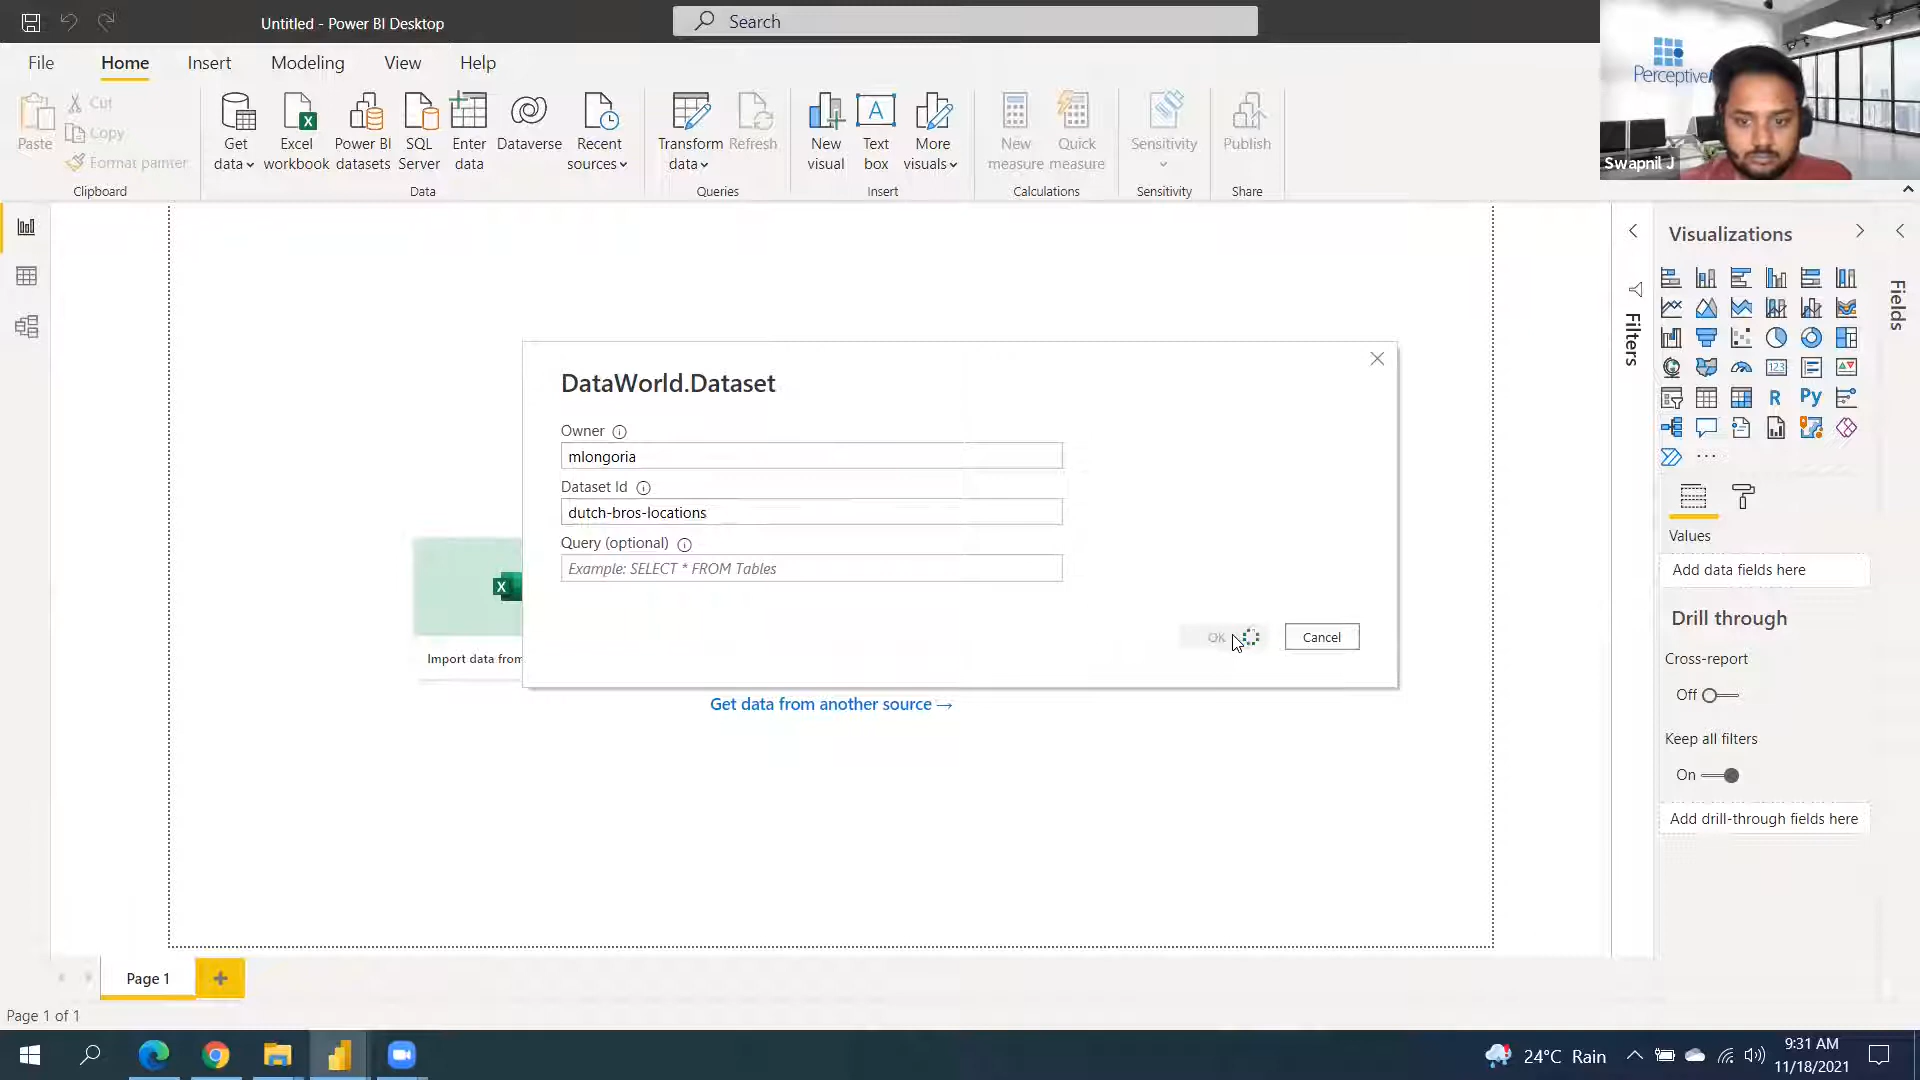 Untitled - Power BI Desktop
Search
File
Home
Insert
Modeling
View
Help
Paste
Cut
Copy
Format painter
Clipboard
Get data
Excel workbook
Power BI datasets
SQL Server
Enter data
Dataverse
Recent sources
Data
Transform data
Refresh
Queries
New visual
A
Text box
More visuals
Insert
New measure
Quick measure
Calculations
Sensitivity
Sensitivity
Publish
Share
Perceptive
Swapnil J
DataWorld.Dataset
Owner
mlongoria
Dataset Id
dutch-bros-locations
Query (optional)
Example: SELECT * FROM Tables
OK
Cancel
X
Import data from
Get data from another source →
Filters
Visualizations
Fields
123
R
Py
Values
Add data fields here
Drill through
Cross-report
Off
Keep all filters
On
Add drill-through fields here
Page 1
Page 1 of 1
24°C Rain
9:31 AM
11/18/2021